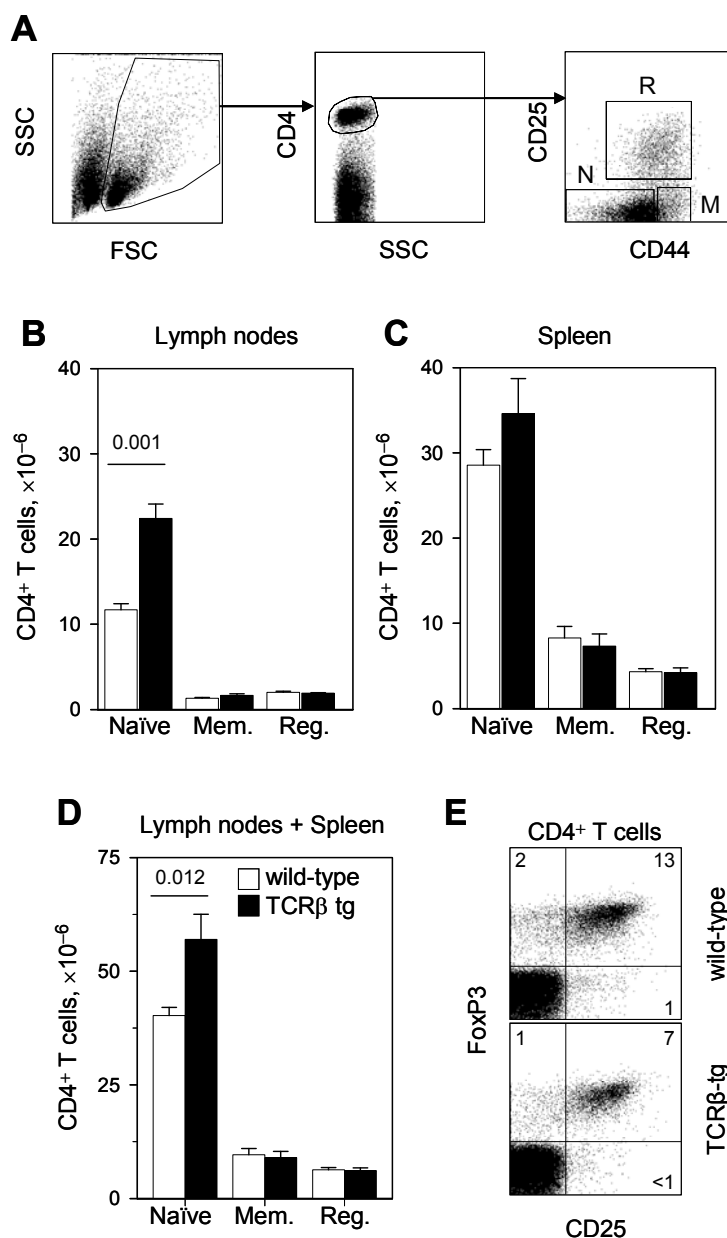 A
SSC
FSC
CD4
SSC
CD25
R
N
M
CD44
B
Lymph nodes
CD4⁺ T cells, ×10⁻⁶
40
30
20
10
0
0.001
Naïve
Mem.
Reg.
C
Spleen
CD4⁺ T cells, ×10⁻⁶
40
30
20
10
0
Naïve
Mem.
Reg.
D
Lymph nodes + Spleen
CD4⁺ T cells, ×10⁻⁶
75
50
25
0
0.012
wild-type
TCRβ tg
Naïve
Mem.
Reg.
E
CD4⁺ T cells
2
13
1
wild-type
FoxP3
1
7
<1
TCRβ-tg
CD25